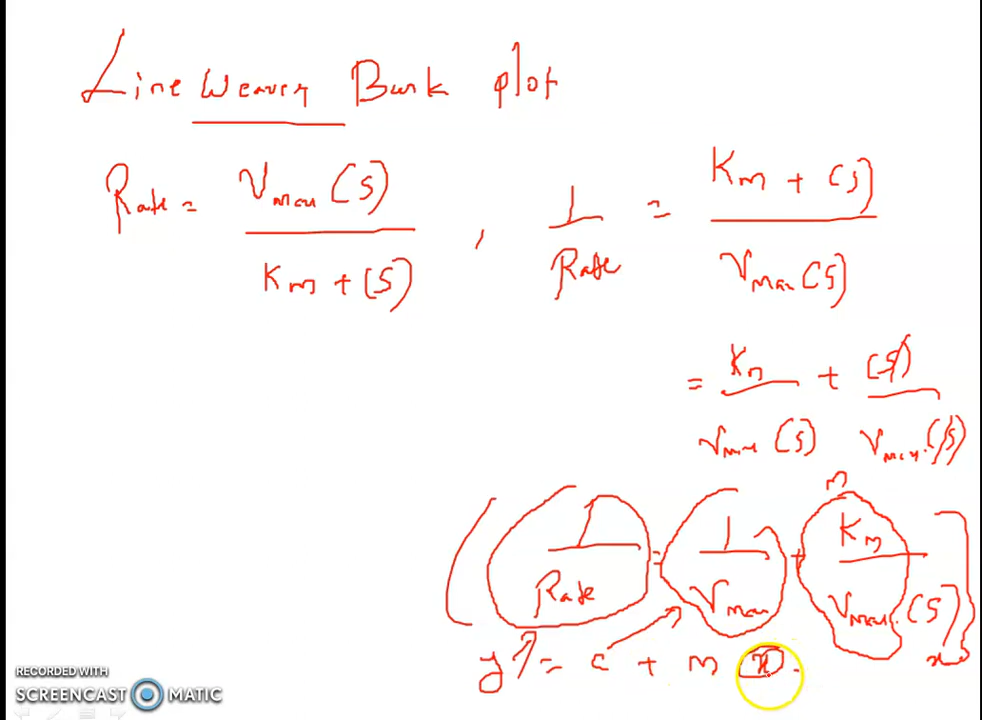 Line Weaver Burk plot
Rate = Vmax (S) / Km + (S) , 1 / Rate = Km + (S) / Vmax (S)
= Km / Vmax (S) + (S) / Vmax. (S)
m
( 1 / Rate = 1 / Vmax + Km / Vmax. (S) )
x
y = c + m x .
RECORDED WITH
SCREENCAST MATIC